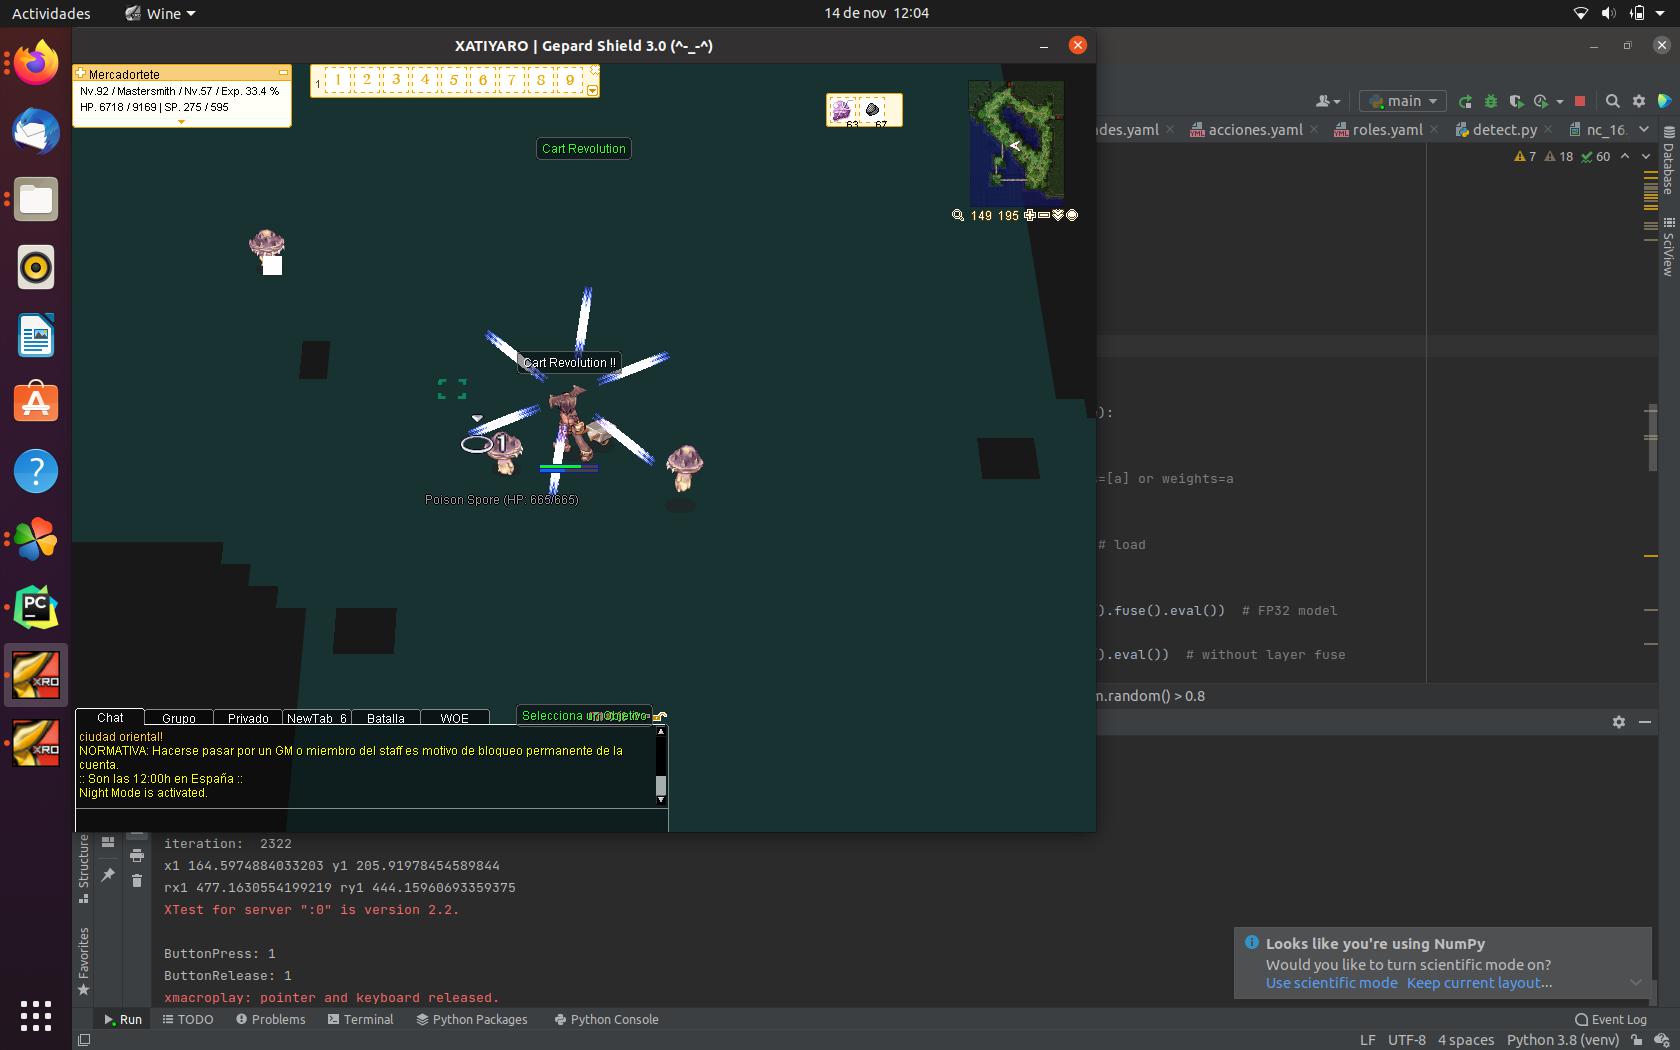 Actividades
Wine
14 de nov 12:04
XATIYARO | Gepard Shield 3.0 (^-_-^)
Mercadortete
Nv.92 / Mastersmith / Nv.57 / Exp. 33.4 %
HP. 6718 / 9169 | SP. 275 / 595
1 1 2 3 4 5 6 7 8 9
63 67
Cart Revolution
149 195
Cart Revolution !!
1
Poison Spore (HP: 665/665)
Chat Grupo Privado NewTab_6 Batalla WOE
Selecciona un objetivo
ciudad oriental!
NORMATIVA: Hacerse pasar por un GM o miembro del staff es motivo de bloqueo permanente de la
cuenta.
:: Son las 12:00h en España ::
Night Mode is activated.
main
des.yaml acciones.yaml roles.yaml detect.py nc_16.
7 18 60
Database
SciView
):
=[a] or weights=a
# load
).fuse().eval()) # FP32 model
).eval()) # without layer fuse
m.random() > 0.8
PC
XRO
XRO
Structure
Favorites
iteration: 2322
x1 164.5974884033203 y1 205.91978454589844
rx1 477.1630554199219 ry1 444.15960693359375
XTest for server ":0" is version 2.2.
ButtonPress: 1
ButtonRelease: 1
xmacroplay: pointer and keyboard released.
Looks like you're using NumPy
Would you like to turn scientific mode on?
Use scientific mode Keep current layout...
Run TODO Problems Terminal Python Packages Python Console Event Log
LF UTF-8 4 spaces Python 3.8 (venv)